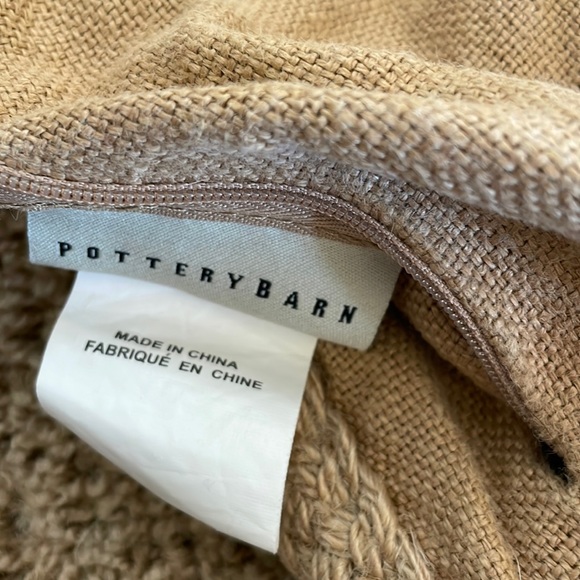 POTTERYBARN
MADE IN CHINA
FABRIQUÉ EN CHINE